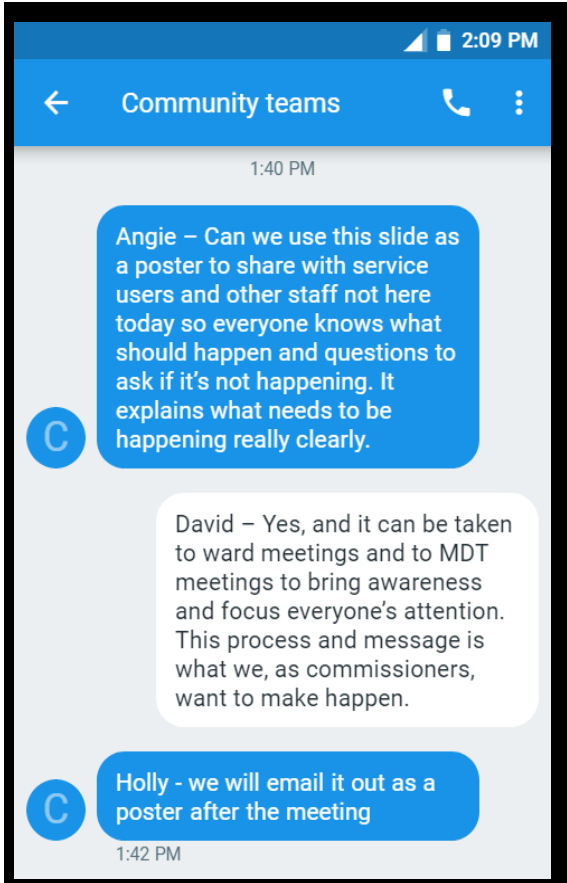 2:09 PM
Community teams
1:40 PM
Angie – Can we use this slide as
a poster to share with service
users and other staff not here
today so everyone knows what
should happen and questions to
ask if it’s not happening. It
explains what needs to be
happening really clearly.
C
David – Yes, and it can be taken
to ward meetings and to MDT
meetings to bring awareness
and focus everyone’s attention.
This process and message is
what we, as commissioners,
want to make happen.
Holly - we will email it out as a
poster after the meeting
C
1:42 PM